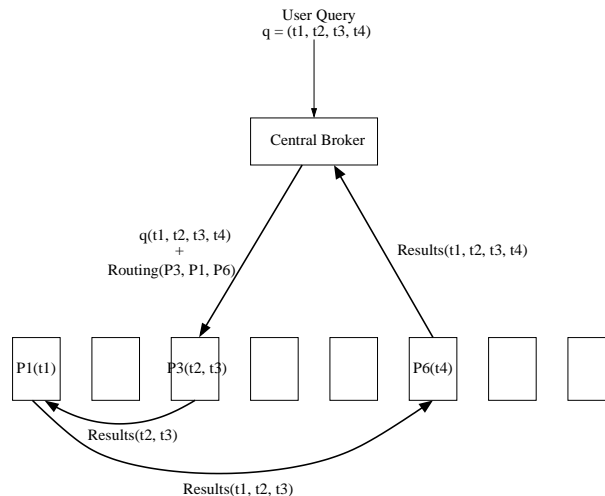 User Query
q = (t1, t2, t3, t4)
Central Broker
q(t1, t2, t3, t4)
+
Routing(P3, P1, P6)
Results(t1, t2, t3, t4)
P1(t1)
P3(t2, t3)
P6(t4)
Results(t2, t3)
Results(t1, t2, t3)